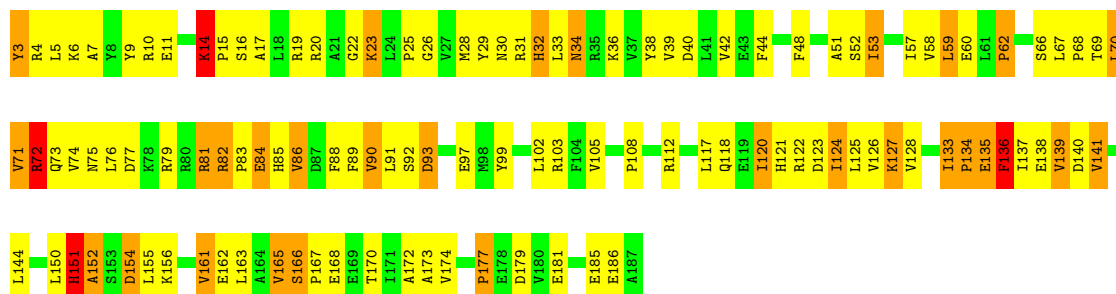 Y3 R4 L5 K6 A7 Y8 Y9 R10 E11 K14 P15 S16 A17 L18 R19 R20 A21 G22 K23 L24 P25 G26 V27 M28 Y29 N30 R31 H32 L33 N34 R35 K36 V37 Y38 V39 D40 L41 V42 E43 F44 F48 A51 S52 I53 I57 V58 L59 E60 L61 P62 S66 L67 P68 T69 L70
V71 R72 Q73 V74 N75 L76 D77 K78 R79 R80 R81 R82 P83 E84 H85 V86 D87 F88 F89 V90 L91 S92 D93 E97 M98 Y99 L102 R103 F104 V105 P108 R112 L117 Q118 E119 I120 H121 R122 D123 I124 L125 V126 K127 V128 I133 P134 E135 F136 I137 E138 V139 D140 V141
L144 L150 H151 A152 S153 D154 L155 K156 V161 E162 L163 A164 V165 S166 P167 E168 E169 T170 I171 A172 A173 V174 P177 E178 D179 V180 E181 E185 E186 A187